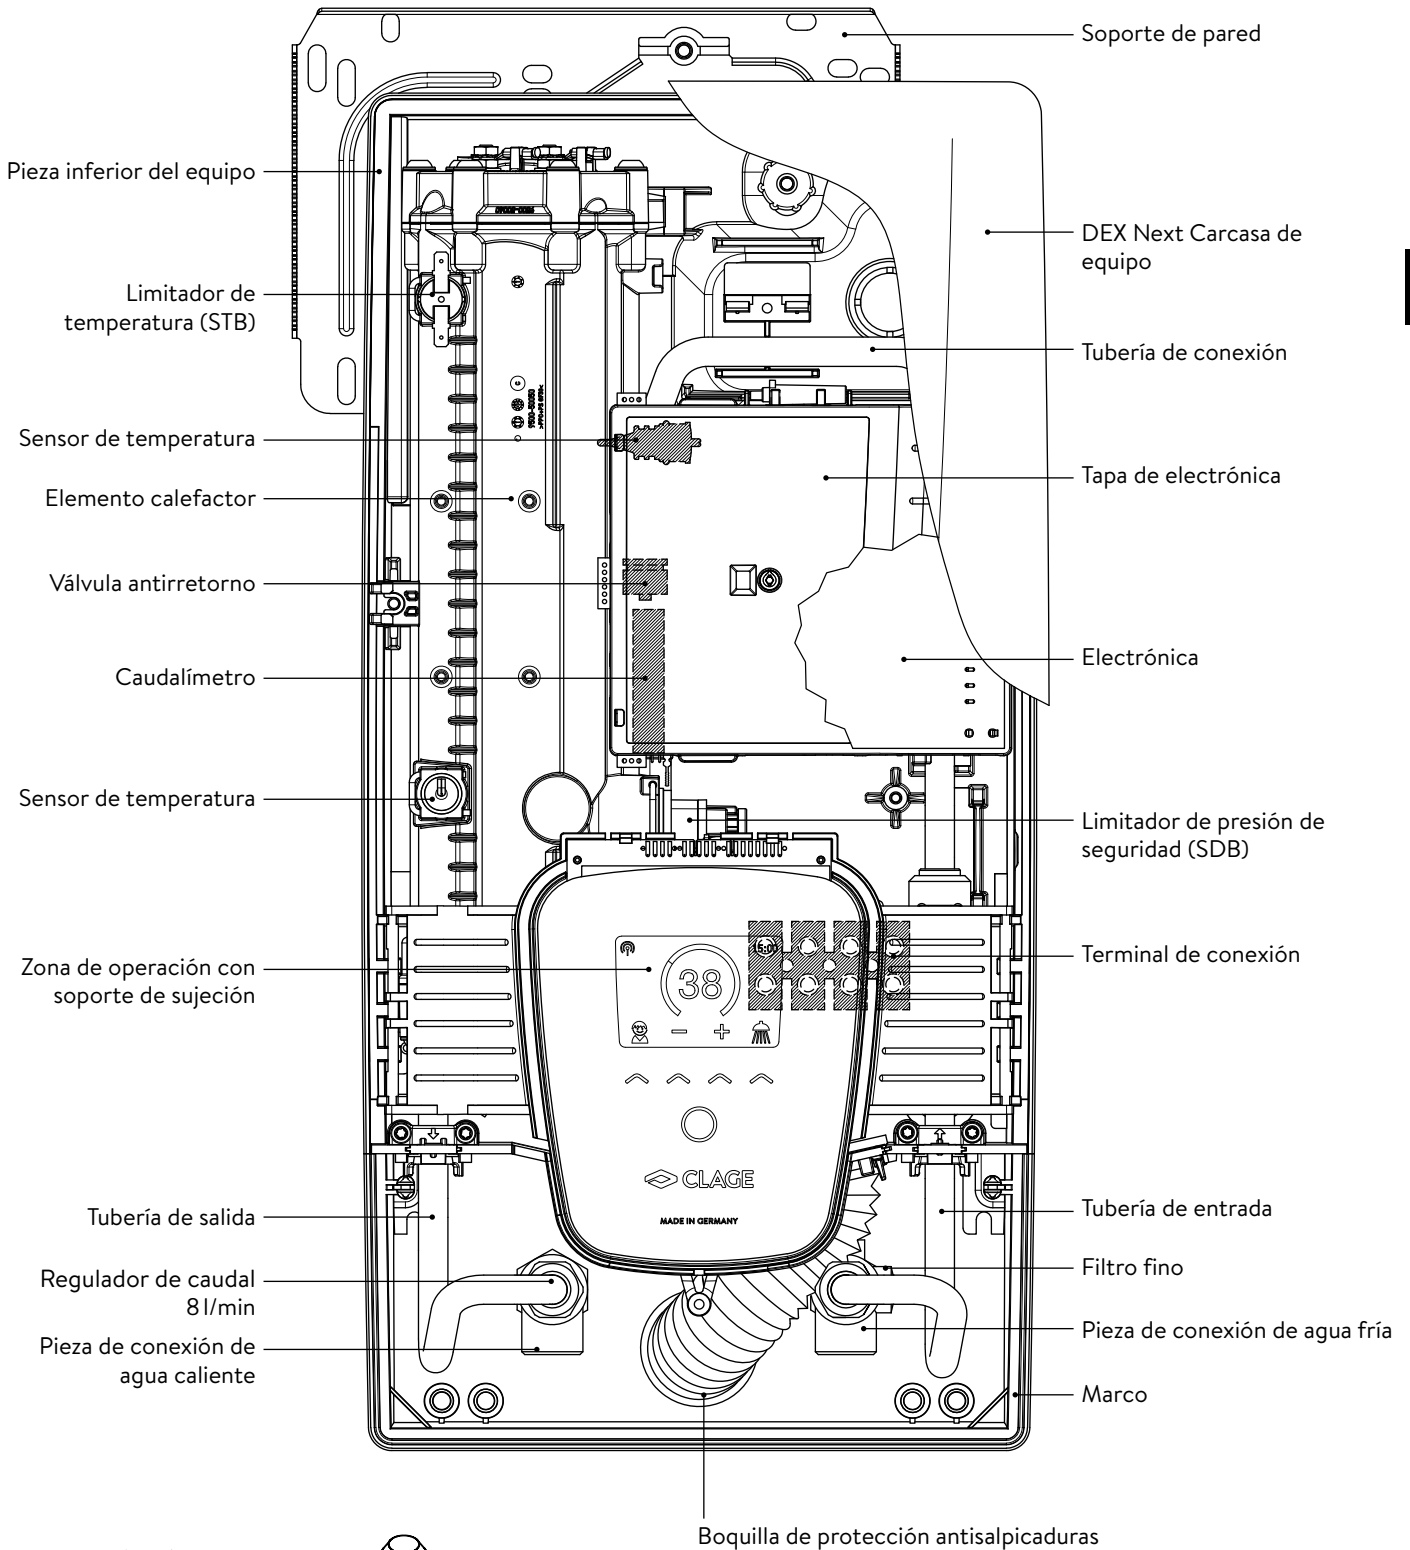 Soporte de pared
Pieza inferior del equipo
DEX Next Carcasa de
equipo
Limitador de
temperatura (STB)
Tubería de conexión
Sensor de temperatura
Tapa de electrónica
Elemento calefactor
Válvula antirretorno
Electrónica
Caudalímetro
Sensor de temperatura
Limitador de presión de
seguridad (SDB)
15:00
Terminal de conexión
Zona de operación con
soporte de sujeción
38
CLAGE
MADE IN GERMANY
Tubería de salida
Tubería de entrada
Filtro fino
Regulador de caudal
8 l/min
Pieza de conexión de agua fría
Pieza de conexión de
agua caliente
Marco
Boquilla de protección antisalpicaduras